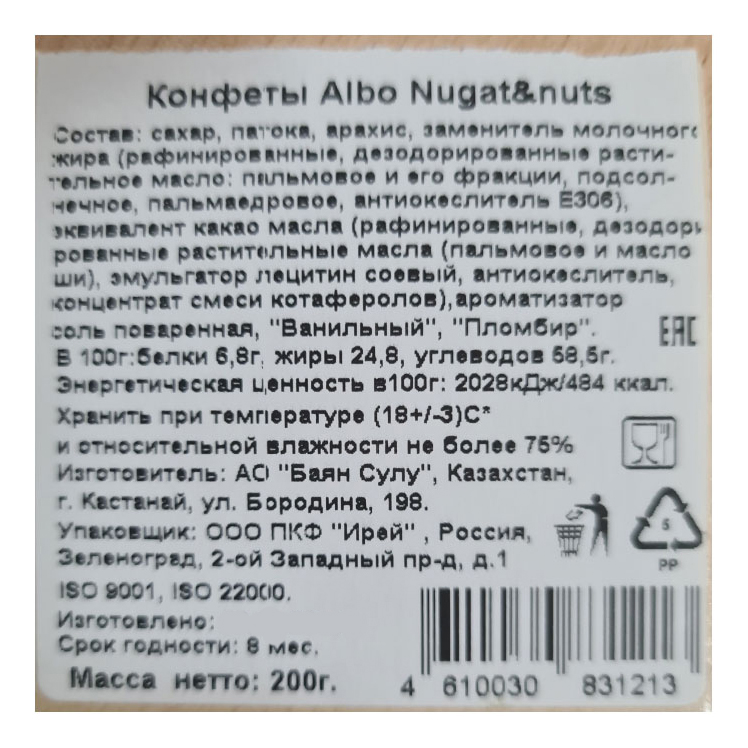 Конфеты Albo Nugat&nuts
Состав: сахар, патока, арахис, заменитель молочного
жира (рафинированные, дезодорированные расти-
тельное масло: пальмовое и его фракции, подсол-
нечное, пальмаедровое, антиокеслитель Е306),
эквивалент какао масла (рафинированные, дезодори
рованные растительные масла (пальмовое и масло
ши), эмульгатор лецитин соевый, антиокеслитель,
концентрат смеси котаферолов),ароматизатор
соль поваренная, "Ванильный", "Пломбир".
EAC
В 100г:белки 6,8г, жиры 24,8, углеводов 58,5г.
Энергетическая ценность в100г: 2028кДж/484 ккал.
Хранить при температуре (18+/-3)С*
и относительной влажности не более 75%
Изготовитель: АО "Баян Сулу", Казахстан,
г. Кастанай, ул. Бородина, 198.
Упаковщик: ООО ПКФ "Ирей" , Россия,
Зеленоград, 2-ой Западный пр-д, д.1
5
PP
ISO 9001, ISO 22000.
Изготовлено:
Срок годности: 8 мес.
Масса нетто: 200г.
4 610030 831213